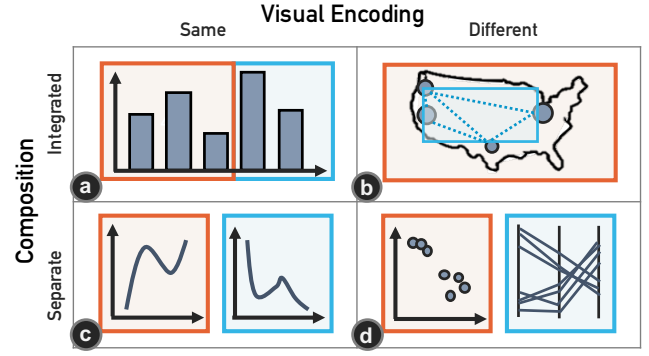 Visual Encoding
Same
Different
Composition
Integrated
a
b
Separate
c
d